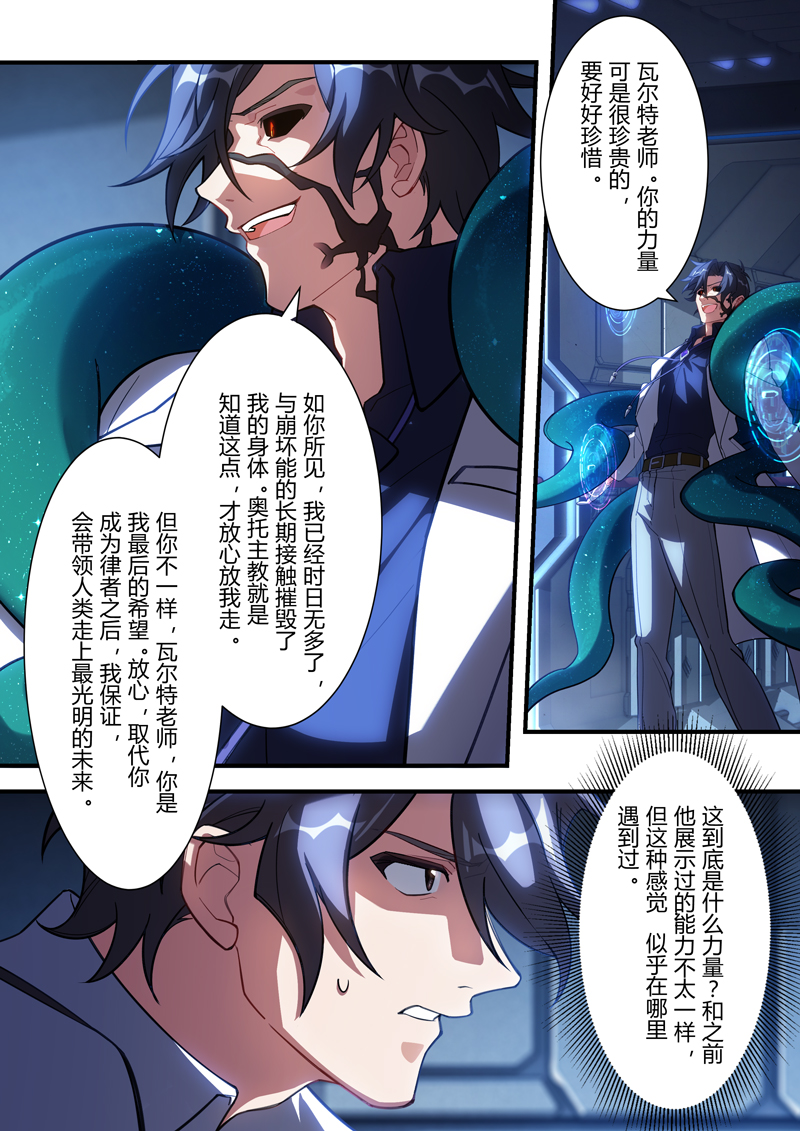 瓦尔特老师。你的力量
可是很珍贵的，
要好好珍惜。
如你所见，我已经时日无多了，
与崩坏能的长期接触摧毁了
我的身体。奥托主教就是
知道这点，才放心放我走。
但你不一样，瓦尔特老师，你是
我最后的希望。放心，取代你
成为律者之后，我保证，
会带领人类走上最光明的未来。
这到底是什么力量？和之前
他展示过的能力不太一样，
但这种感觉 似乎在哪里
遇到过。